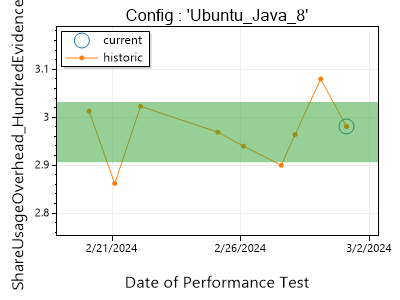 Config : 'Ubuntu_Java_8'
current
historic
ShareUsageOverhead_HundredEvidence
3.1
3
2.9
2.8
2/21/2024
2/26/2024
3/2/2024
Date of Performance Test